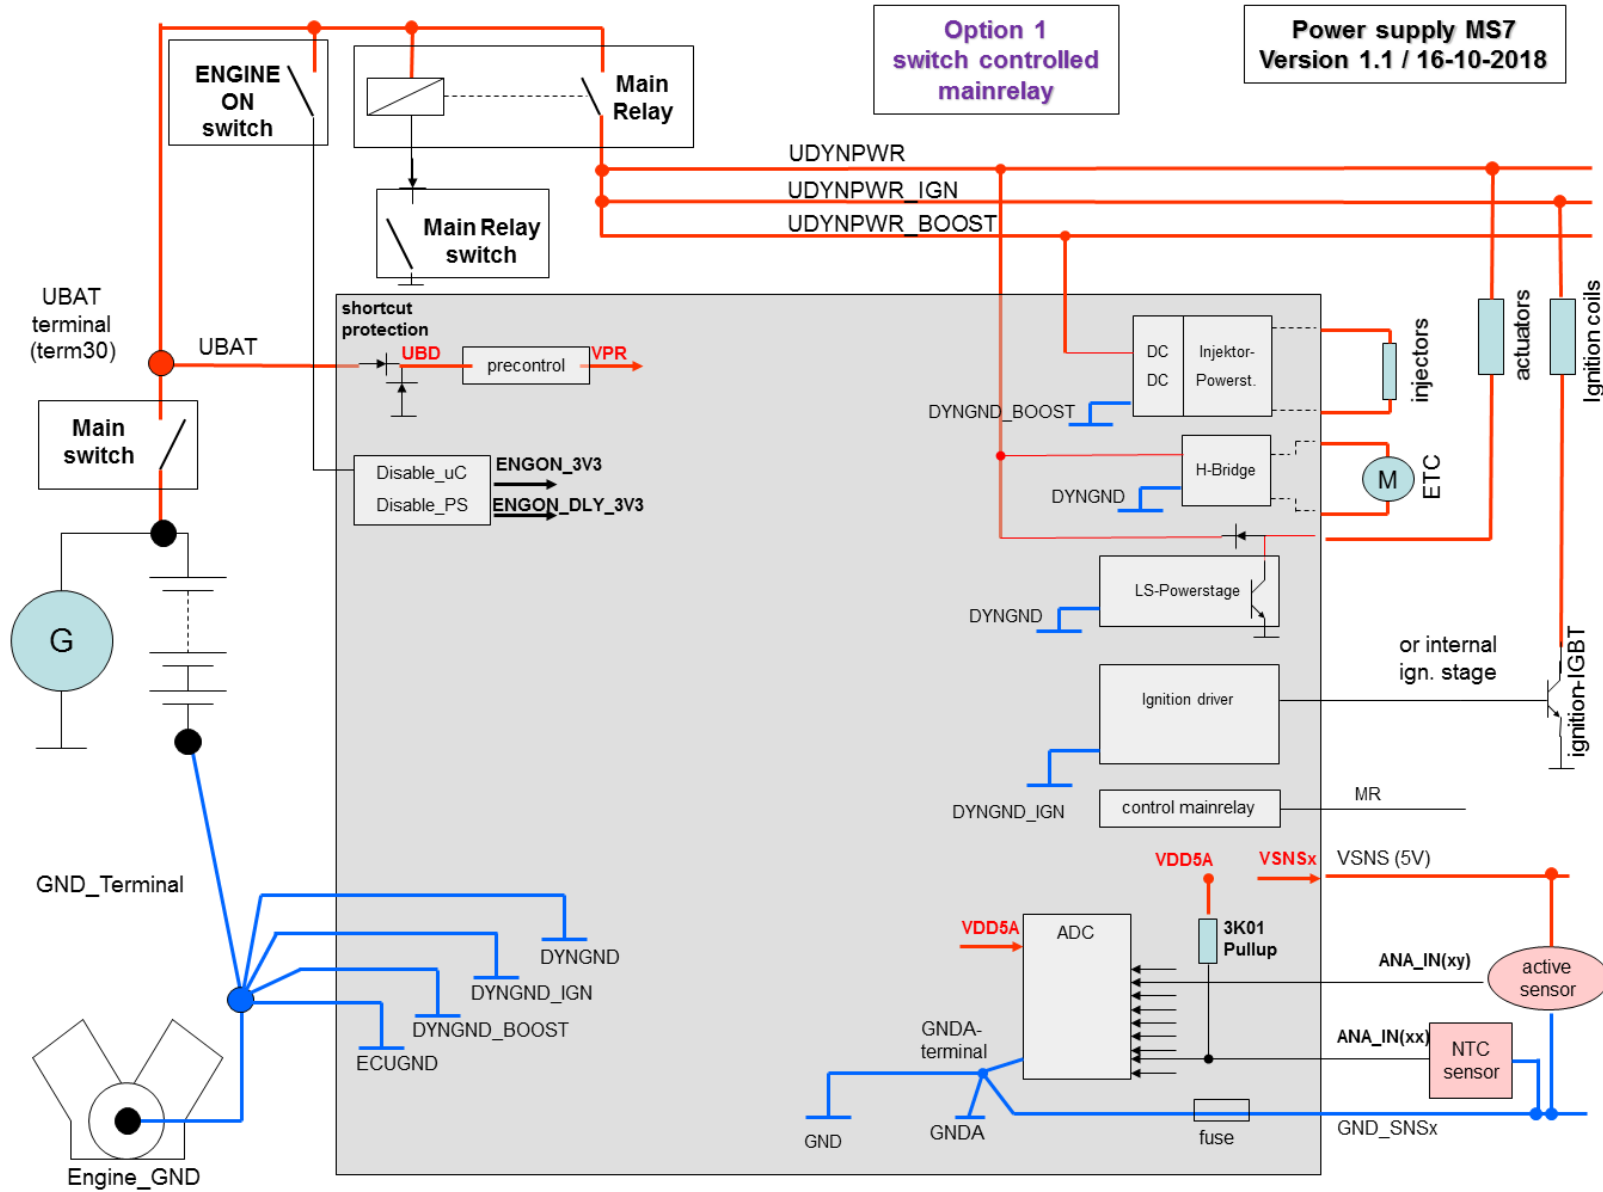 Option 1
switch controlled
mainrelay
Power supply MS7
Version 1.1 / 16-10-2018
ENGINE
ON
switch
Main
Relay
Main Relay
switch
UDYNPWR
UDYNPWR_IGN
UDYNPWR_BOOST
UBAT
terminal
(term30)
UBAT
shortcut
protection
UBD
precontrol
VPR
Main
switch
Disable_uC
Disable_PS
ENGON_3V3
ENGON_DLY_3V3
DC
DC
Injektor-
Powerst.
DYNGND_BOOST
injectors
actuators
Ignition coils
H-Bridge
DYNGND
M
ETC
LS-Powerstage
DYNGND
G
or internal
ign. stage
ignition-IGBT
Ignition driver
DYNGND_IGN
control mainrelay
MR
VDD5A
VSNSx
VSNS (5V)
GND_Terminal
VDD5A
ADC
3K01
Pullup
ANA_IN(xy)
active
sensor
DYNGND
DYNGND_IGN
DYNGND_BOOST
ECUGND
GNDA-
terminal
ANA_IN(xx)
NTC
sensor
GND
GNDA
fuse
GND_SNSx
Engine_GND